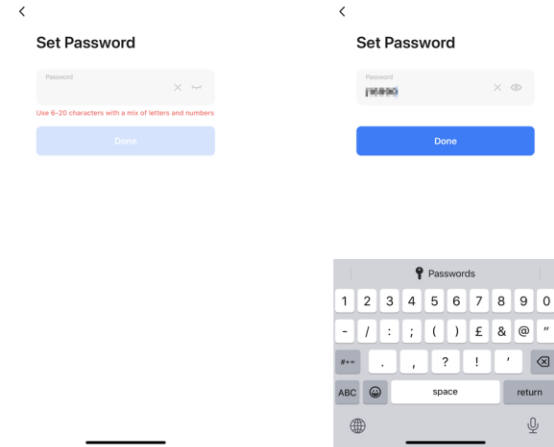 Set Password
Password
Use 6-20 characters with a mix of letters and numbers
Done
Set Password
Password
Done
Passwords
1 2 3 4 5 6 7 8 9 0
- / : ; ( ) £ & @ "
#+= . , ? ! '
ABC space return